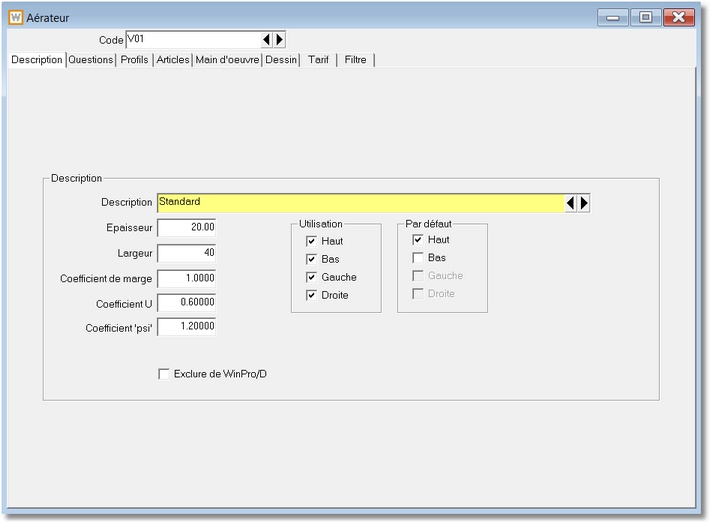 W Aérateur
Code V01
Description Questions Profils Articles Main d'oeuvre Dessin Tarif Filtre
Description
Description Standard
Epaisseur 20.00 Utilisation Par défaut
Haut Haut
Largeur 40 Bas Bas
Coefficient de marge 1.0000 Gauche Gauche
Coefficient U 0.60000 Droite Droite
Coefficient 'psi' 1.20000
Exclure de WinPro/D